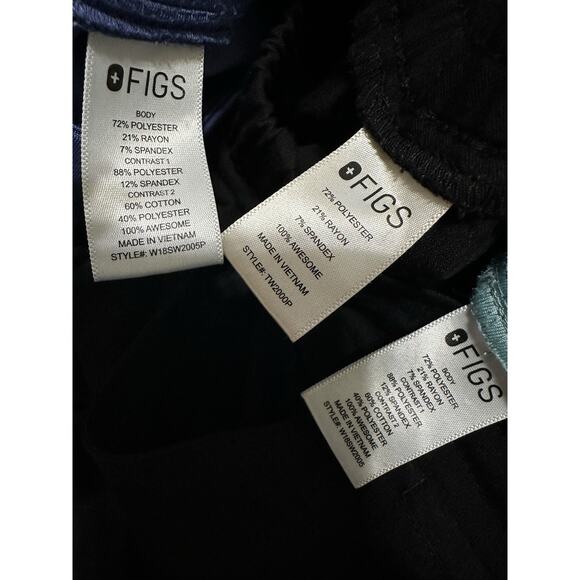 FIGS
BODY
72% POLYESTER
21% RAYON
7% SPANDEX
CONTRAST 1
88% POLYESTER
12% SPANDEX
CONTRAST 2
60% COTTON
40% POLYESTER
100% AWESOME
MADE IN VIETNAM
STYLE#: W18SW2005P
FIGS
72% POLYESTER
21% RAYON
7% SPANDEX
100% AWESOME
MADE IN VIETNAM
STYLE#: TW2000P
FIGS
BODY
72% POLYESTER
21% RAYON
7% SPANDEX
CONTRAST 1
88% POLYESTER
12% SPANDEX
CONTRAST 2
60% COTTON
40% POLYESTER
100% AWESOME
MADE IN VIETNAM
STYLE#: W18SW2005